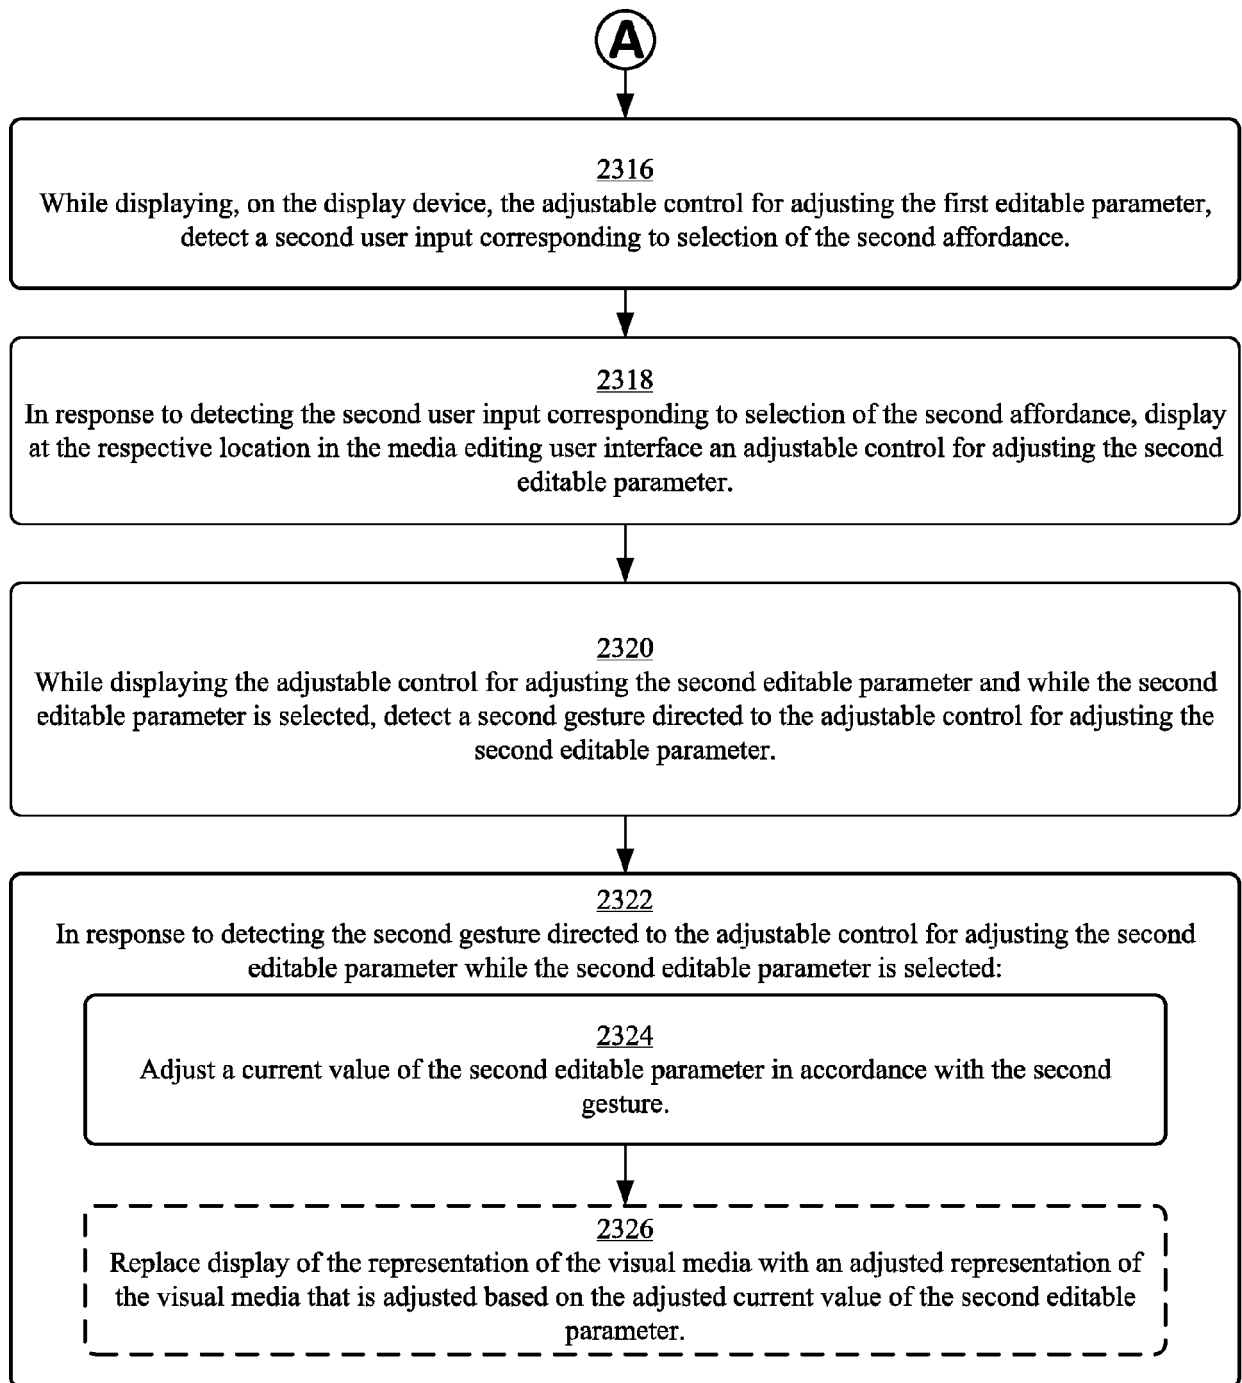 A
2316
While displaying, on the display device, the adjustable control for adjusting the first editable parameter,
detect a second user input corresponding to selection of the second affordance.
2318
In response to detecting the second user input corresponding to selection of the second affordance, display
at the respective location in the media editing user interface an adjustable control for adjusting the second
editable parameter.
2320
While displaying the adjustable control for adjusting the second editable parameter and while the second
editable parameter is selected, detect a second gesture directed to the adjustable control for adjusting the
second editable parameter.
2322
In response to detecting the second gesture directed to the adjustable control for adjusting the second
editable parameter while the second editable parameter is selected:
2324
Adjust a current value of the second editable parameter in accordance with the second
gesture.
2326
Replace display of the representation of the visual media with an adjusted representation of
the visual media that is adjusted based on the adjusted current value of the second editable
parameter.